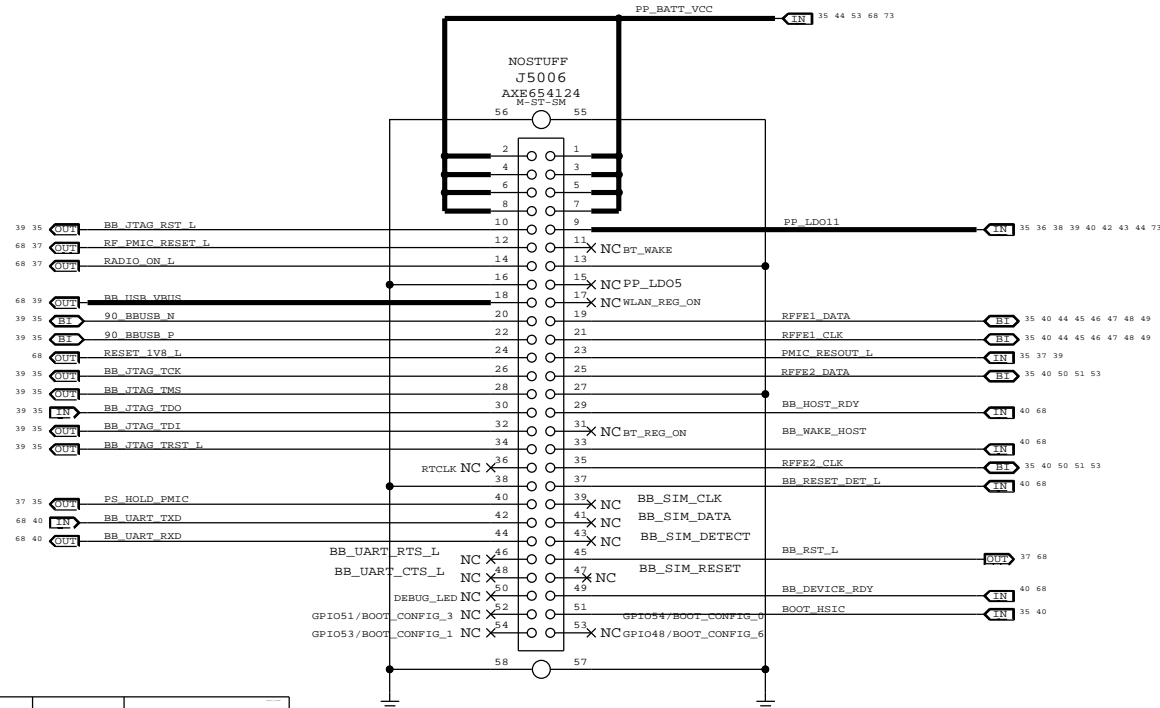 PP_BATT_VCC
IN 35 44 53 68 73
NOSTUFF
J5006
AXE654124
M-ST-SM
56 55
2 1
4 3
6 5
8 7
39 35 OUT BB_JTAG_RST_L 10 9 PP_LDO11 IN 35 36 38 39 40 42 43 44 73
68 37 OUT RF_PMIC_RESET_L 12 11 NC BT_WAKE
68 37 OUT RADIO_ON_L 14 13
16 15 NC PP_LDO5
68 39 OUT BB_USB_VBUS 18 17 NC WLAN_REG_ON
39 35 BI 90_BBUSB_N 20 19 RFFE1_DATA BI 35 40 44 45 46 47 48 49
39 35 BI 90_BBUSB_P 22 21 RFFE1_CLK BI 35 40 44 45 46 47 48 49
68 OUT RESET_1V8_L 24 23 PMIC_RESOUT_L IN 35 37 39
39 35 OUT BB_JTAG_TCK 26 25 RFFE2_DATA BI 35 40 50 51 53
39 35 OUT BB_JTAG_TMS 28 27
39 35 IN BB_JTAG_TDO 30 29 BB_HOST_RDY IN 40 68
39 35 OUT BB_JTAG_TDI 32 31 NC BT_REG_ON BB_WAKE_HOST
39 35 OUT BB_JTAG_TRST_L 34 33 IN 40 68
RTCLK NC 36 35 RFFE2_CLK BI 35 40 50 51 53
38 37 BB_RESET_DET_L IN 40 68
37 35 OUT PS_HOLD_PMIC 40 39 NC BB_SIM_CLK
68 40 IN BB_UART_TXD 42 41 NC BB_SIM_DATA
68 40 OUT BB_UART_RXD 44 43 NC BB_SIM_DETECT
BB_UART_RTS_L NC 46 45 BB_RST_L OUT 37 68
BB_UART_CTS_L NC 48 47 NC BB_SIM_RESET
DEBUG_LED NC 50 49 BB_DEVICE_RDY IN 40 68
GPIO51/BOOT_CONFIG_3 NC 52 51 GPIO54/BOOT_CONFIG_0 BOOT_HSIC IN 35 40
GPIO53/BOOT_CONFIG_1 NC 54 53 NC GPIO48/BOOT_CONFIG_6
58 57